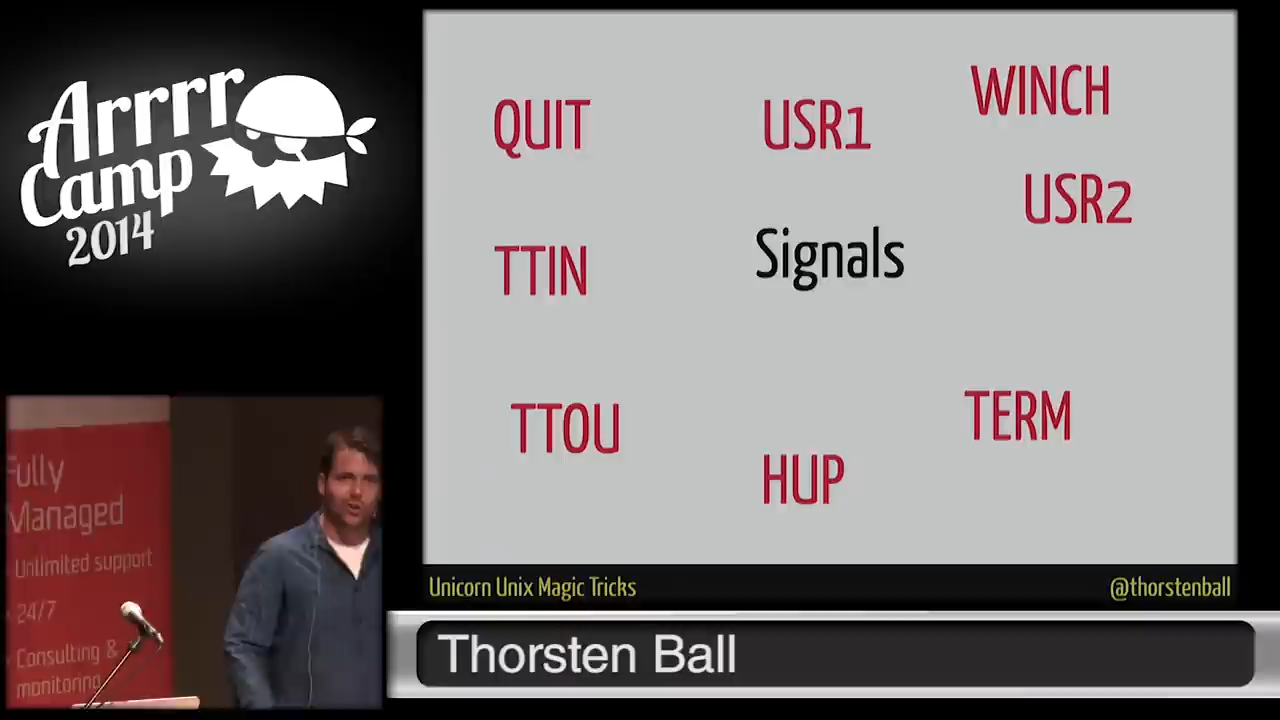 Arrrr
Camp
2014
QUIT
USR1
WINCH
USR2
Signals
TTIN
TTOU
TERM
HUP
Unicorn Unix Magic Tricks
@thorstenball
Thorsten Ball
Fully
Managed
Unlimited support
24/7
Consulting &
monitoring